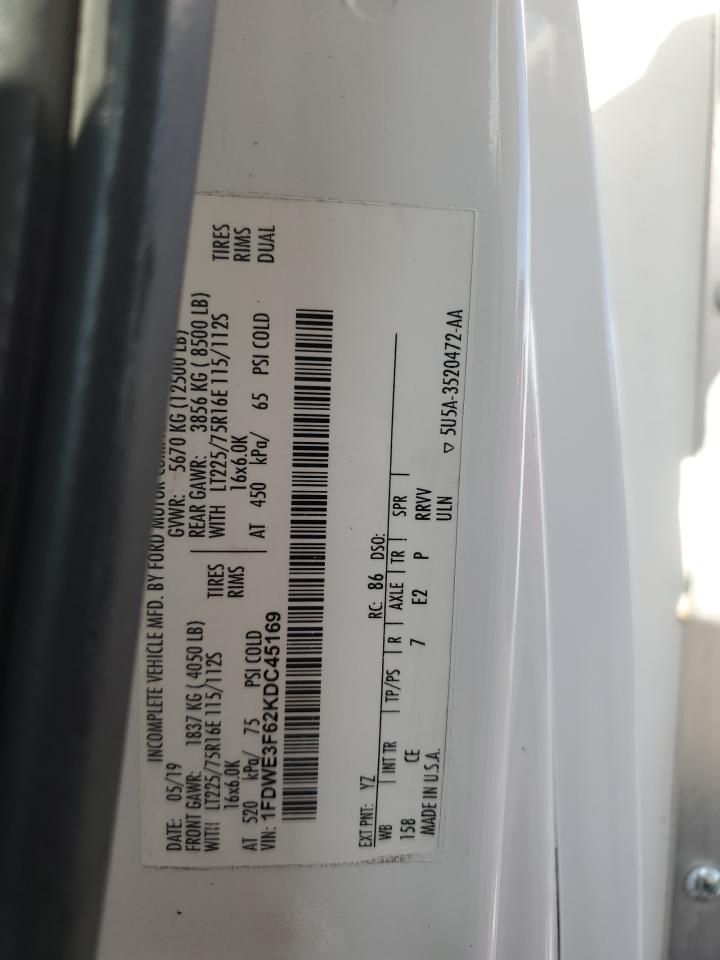 INCOMPLETE VEHICLE MFD. BY FORD MOTOR
DATE: 05/19 GVWR: 5670 KG (12500 LB)
FRONT GAWR: 1837 KG ( 4050 LB) REAR GAWR: 3856 KG ( 8500 LB)
WITH LT225/75R16E 115/112S TIRES WITH LT225/75R16E 115/112S TIRES
16x6.0K RIMS 16x6.0K RIMS
AT 520 kPa/ 75 PSI COLD AT 450 kPa/ 65 PSI COLD DUAL
VIN: 1FDWE3F62KDC45169
EXT PNT: YZ RC: 86 DSO:
WB INT TR TP/PS R AXLE TR SPR
158 CE 7 E2 P RRVV
MADE IN U.S.A. ULN
▽ 5U5A-3520472-AA